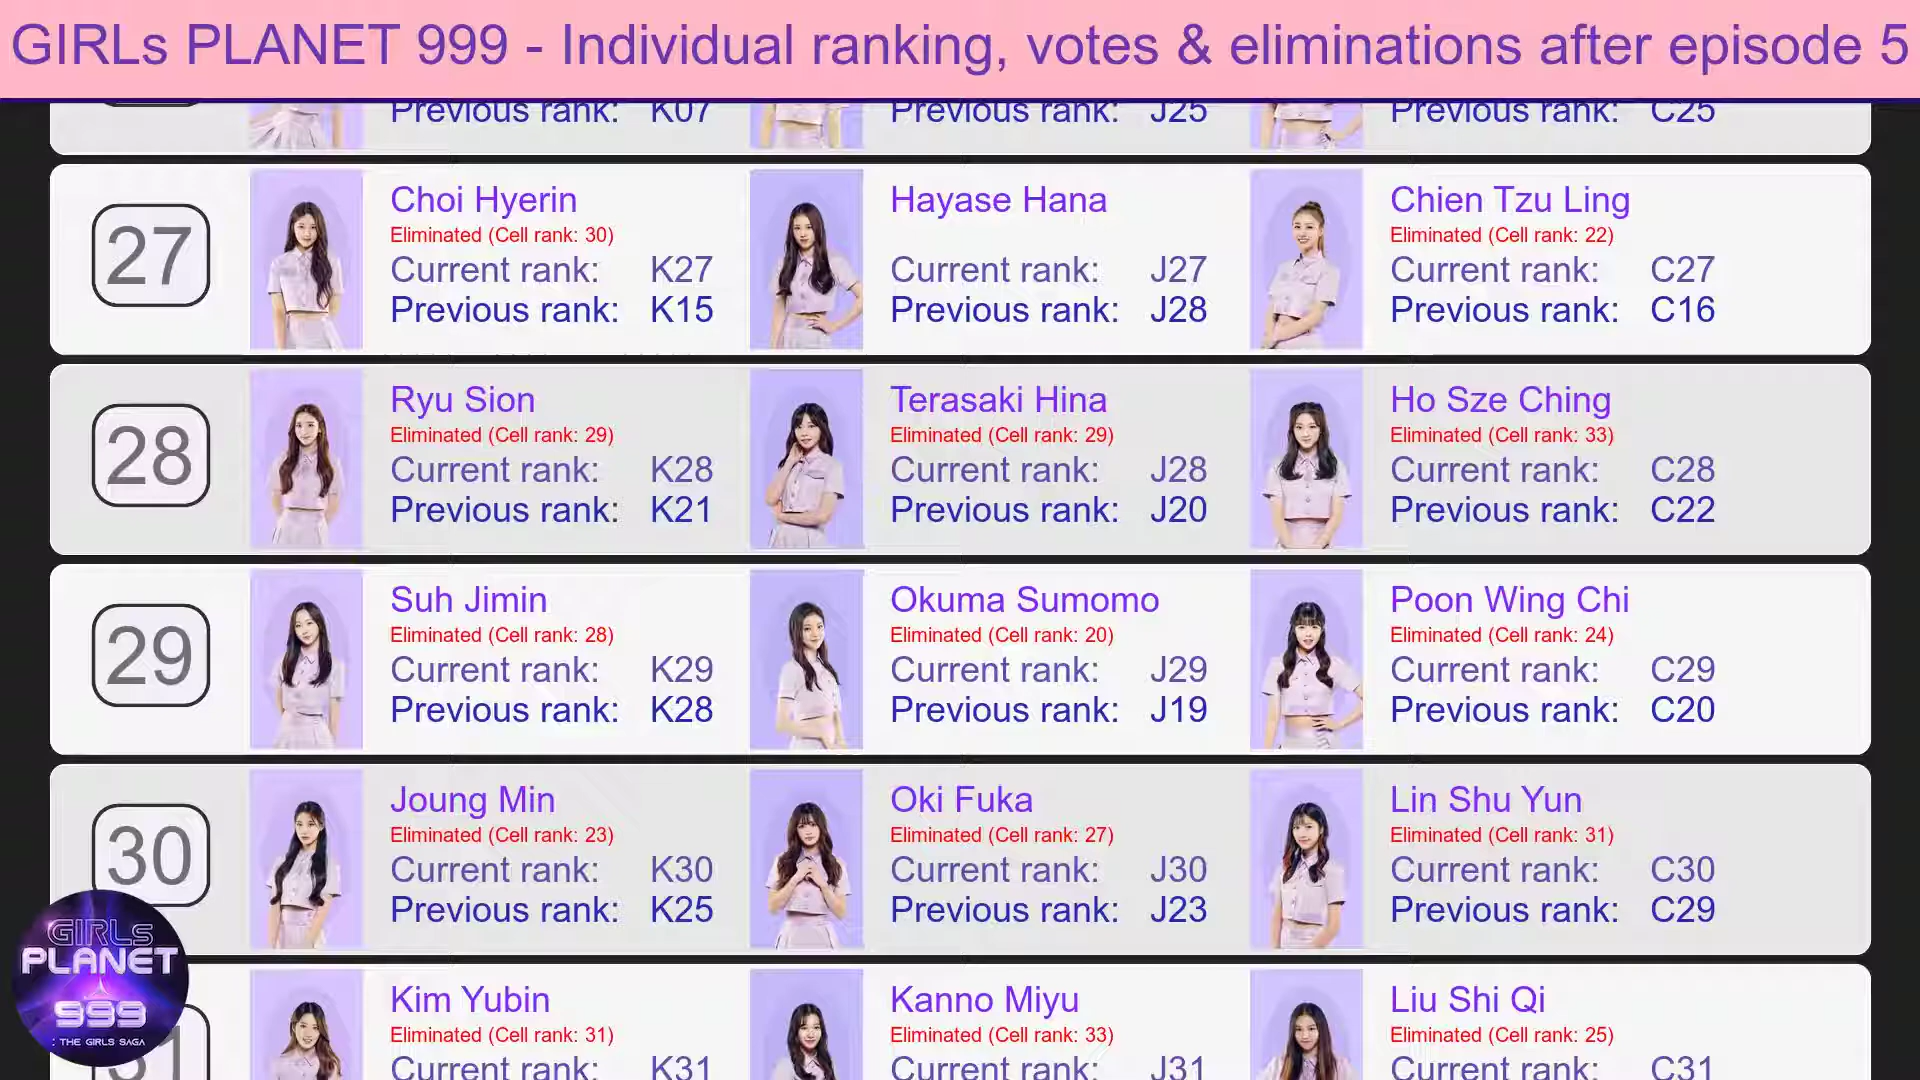 GIRLs PLANET 999 - Individual ranking, votes & eliminations after episode 5
Previous rank: K07 Previous rank: J25 Previous rank: C25
27
Choi Hyerin
Eliminated (Cell rank: 30)
Current rank: K27
Previous rank: K15
Hayase Hana
Current rank: J27
Previous rank: J28
Chien Tzu Ling
Eliminated (Cell rank: 22)
Current rank: C27
Previous rank: C16
28
Ryu Sion
Eliminated (Cell rank: 29)
Current rank: K28
Previous rank: K21
Terasaki Hina
Eliminated (Cell rank: 29)
Current rank: J28
Previous rank: J20
Ho Sze Ching
Eliminated (Cell rank: 33)
Current rank: C28
Previous rank: C22
29
Suh Jimin
Eliminated (Cell rank: 28)
Current rank: K29
Previous rank: K28
Okuma Sumomo
Eliminated (Cell rank: 20)
Current rank: J29
Previous rank: J19
Poon Wing Chi
Eliminated (Cell rank: 24)
Current rank: C29
Previous rank: C20
30
Joung Min
Eliminated (Cell rank: 23)
Current rank: K30
Previous rank: K25
Oki Fuka
Eliminated (Cell rank: 27)
Current rank: J30
Previous rank: J23
Lin Shu Yun
Eliminated (Cell rank: 31)
Current rank: C30
Previous rank: C29
31
Kim Yubin
Eliminated (Cell rank: 31)
Current rank: K31
Kanno Miyu
Eliminated (Cell rank: 33)
Current rank: J31
Liu Shi Qi
Eliminated (Cell rank: 25)
Current rank: C31
GIRLS
PLANET
999
: THE GIRLS SAGA